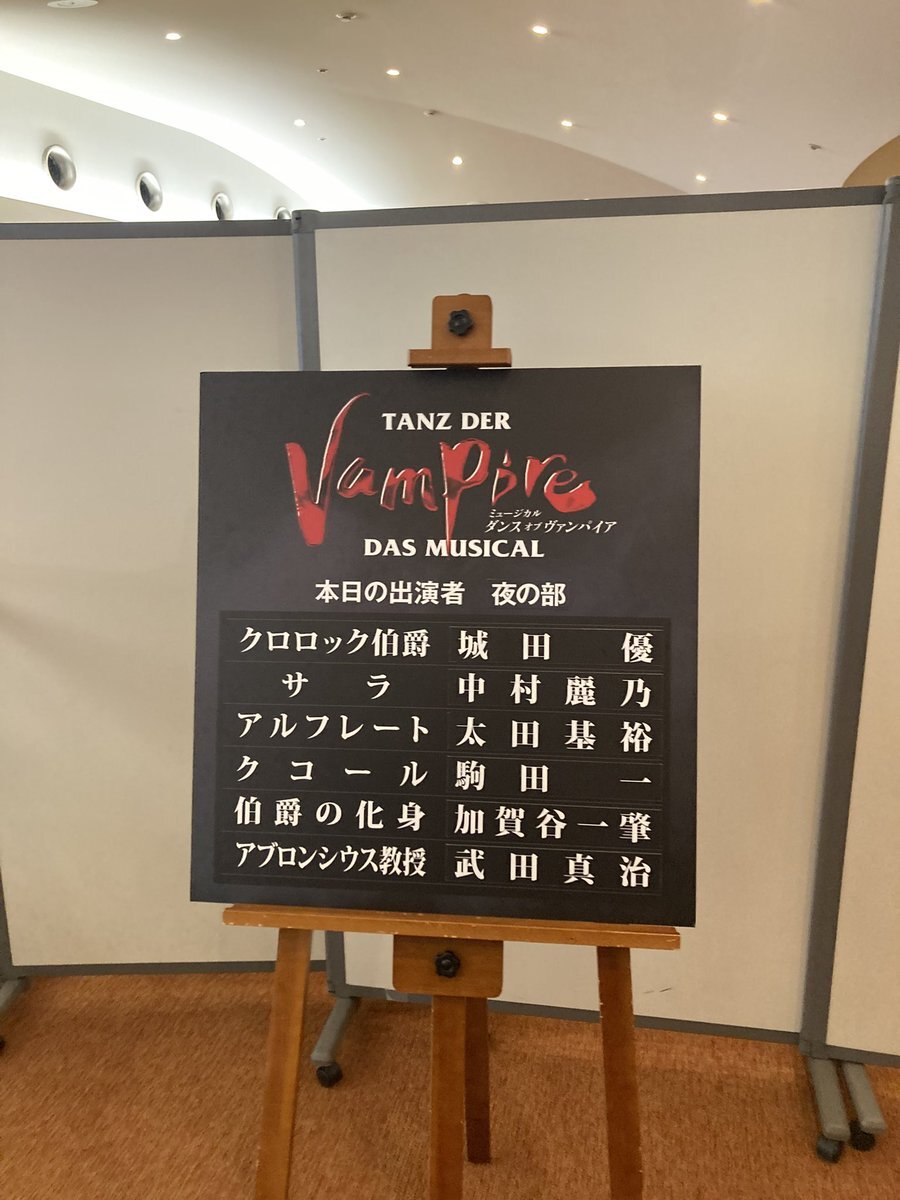 TANZ DER
Vampire
ミュージカル
ダンス オブ ヴァンパイア
DAS MUSICAL
本日の出演者 夜の部
クロロック伯爵 城田 優
サラ 中村麗乃
アルフレート 太田基裕
クコール 駒田 一
伯爵の化身 加賀谷一肇
アブロンシウス教授 武田真治